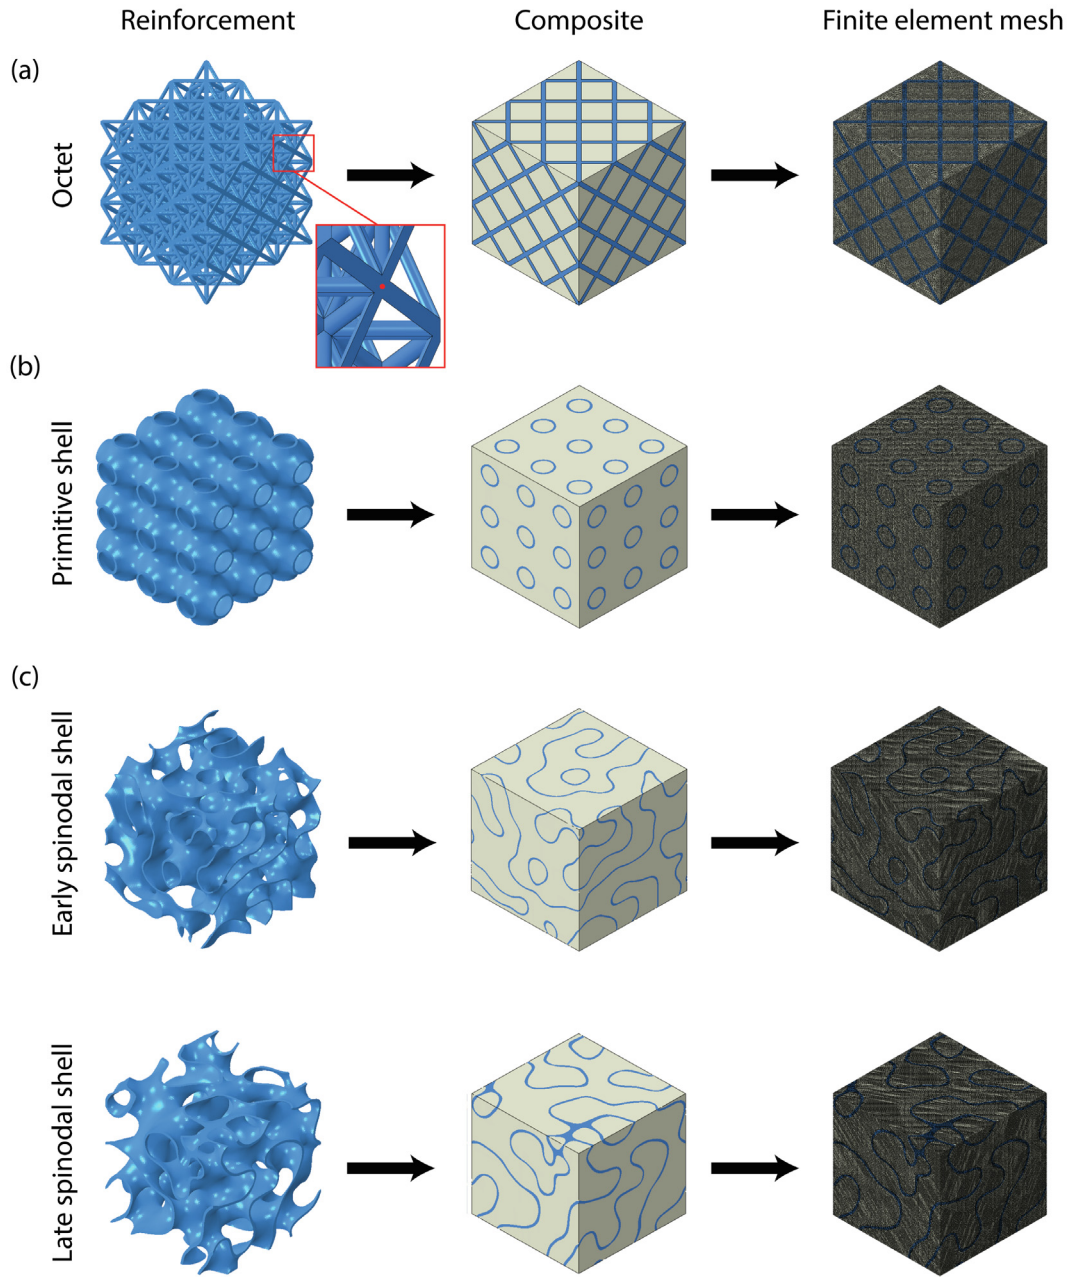 Reinforcement
Composite
Finite element mesh
(a)
Octet
(b)
Primitive shell
(c)
Early spinodal shell
Late spinodal shell